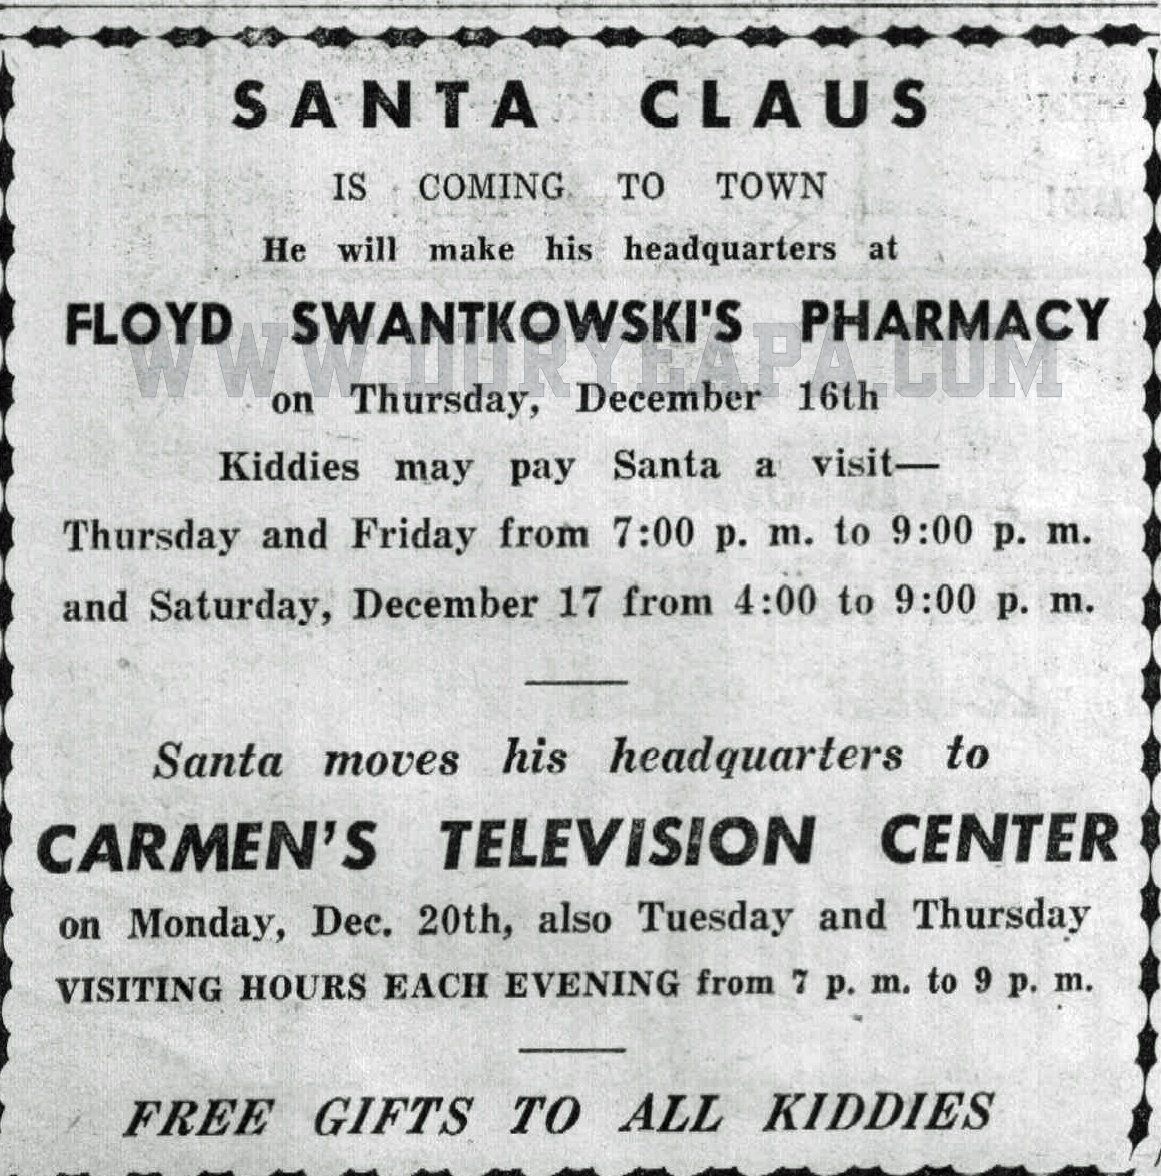 SANTA CLAUS
IS COMING TO TOWN
He will make his headquarters at
FLOYD SWANTKOWSKI'S PHARMACY
WWW.DURYEAPA.COM
on Thursday, December 16th
Kiddies may pay Santa a visit—
Thursday and Friday from 7:00 p. m. to 9:00 p. m.
and Saturday, December 17 from 4:00 to 9:00 p. m.
Santa moves his headquarters to
CARMEN'S TELEVISION CENTER
on Monday, Dec. 20th, also Tuesday and Thursday
VISITING HOURS EACH EVENING from 7 p. m. to 9 p. m.
FREE GIFTS TO ALL KIDDIES